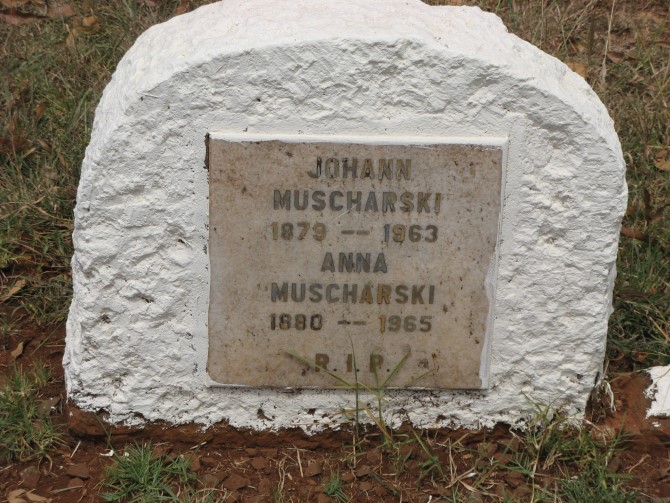 JOHANN
MUSCHARSKI
1879 -- 1963
ANNA
MUSCHARSKI
1880 -- 1965
R.I.P.